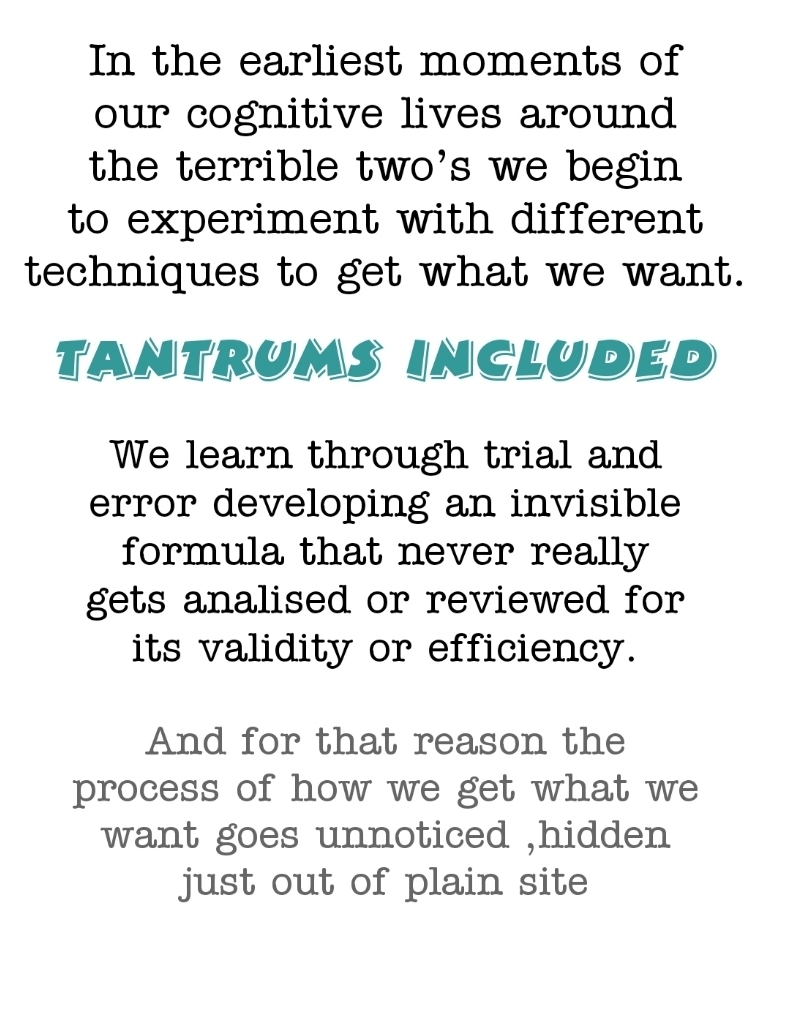 In the earliest moments of
our cognitive lives around
the terrible two’s we begin
to experiment with different
techniques to get what we want.
TANTRUMS INCLUDED
We learn through trial and
error developing an invisible
formula that never really
gets analised or reviewed for
its validity or efficiency.
And for that reason the
process of how we get what we
want goes unnoticed ,hidden
just out of plain site